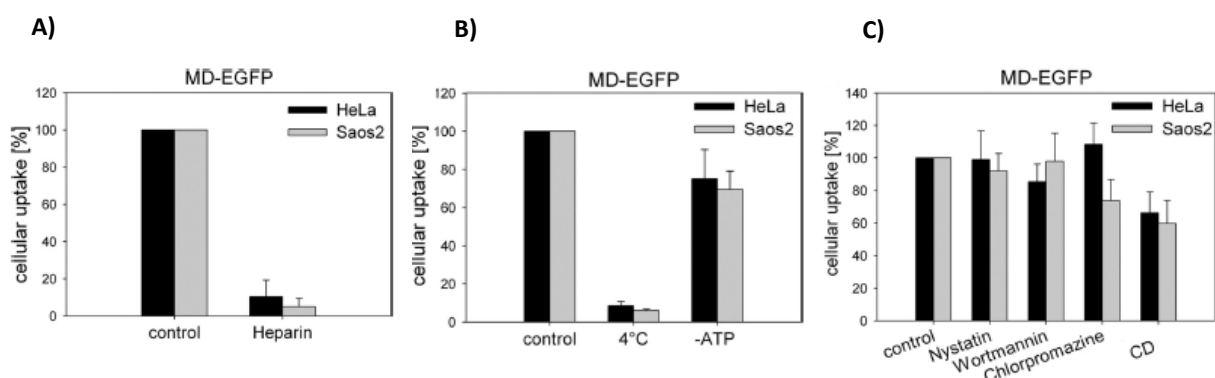 A)
MD-EGFP
HeLa
Saos2
cellular uptake [%]
120
100
80
60
40
20
0
control
Heparin
B)
MD-EGFP
HeLa
Saos2
cellular uptake [%]
120
100
80
60
40
20
0
control
4°C
-ATP
C)
MD-EGFP
HeLa
Saos2
cellular uptake [%]
140
120
100
80
60
40
20
0
control
Nystatin
Wortmannin
Chlorpromazine
CD